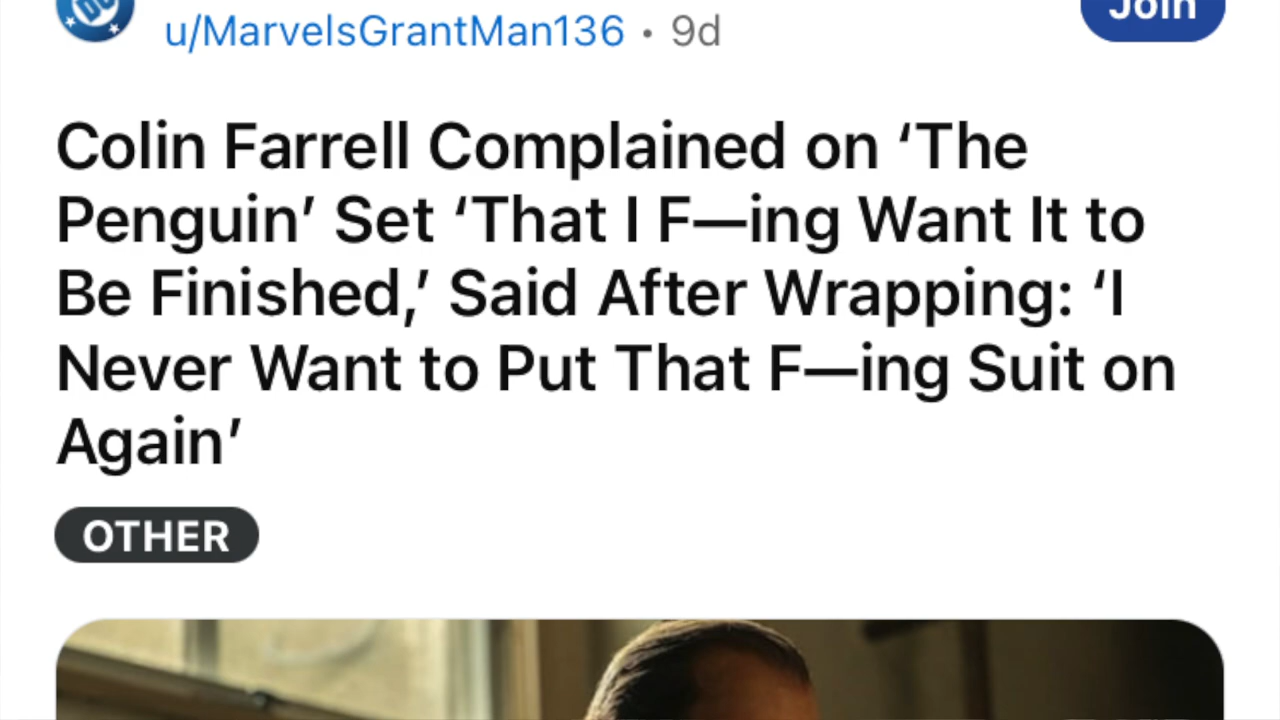 DC
Join
u/MarvelsGrantMan136 • 9d
Colin Farrell Complained on ‘The
Penguin’ Set ‘That I F—ing Want It to
Be Finished,’ Said After Wrapping: ‘I
Never Want to Put That F—ing Suit on
Again’
OTHER